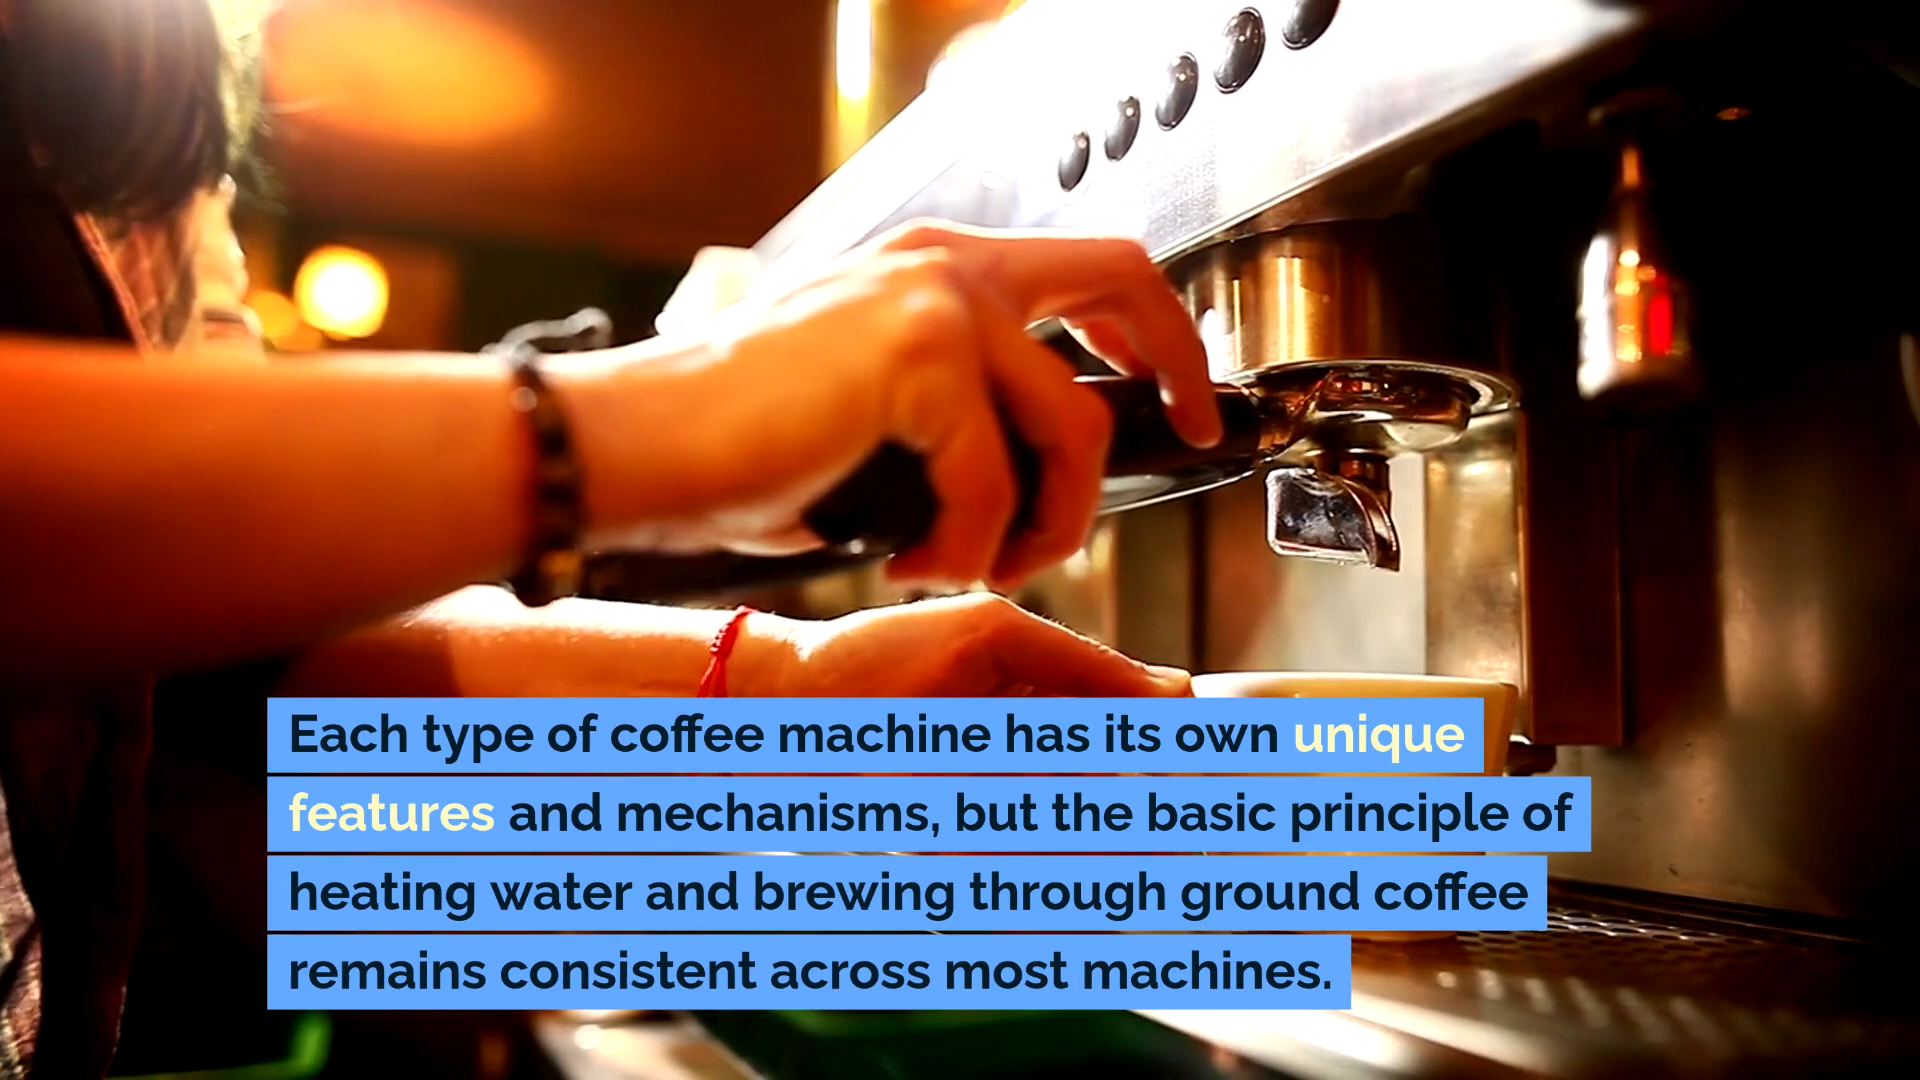 Each type of coffee machine has its own unique
features and mechanisms, but the basic principle of
heating water and brewing through ground coffee
remains consistent across most machines.